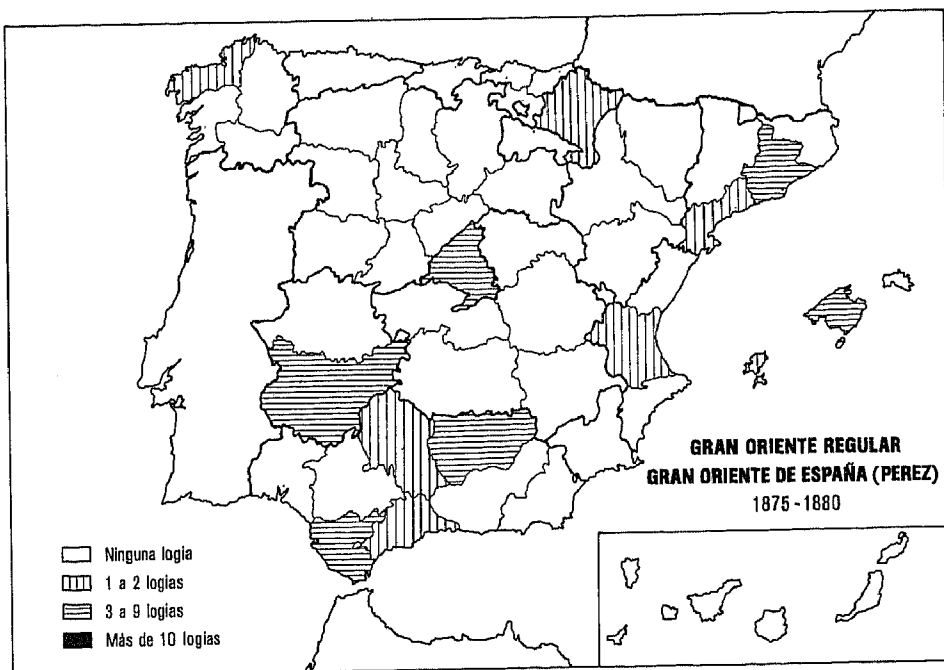 GRAN ORIENTE REGULAR
GRAN ORIENTE DE ESPAÑA (PEREZ)
1875-1880
Ninguna logia
1 a 2 logias
3 a 9 logias
Más de 10 logias